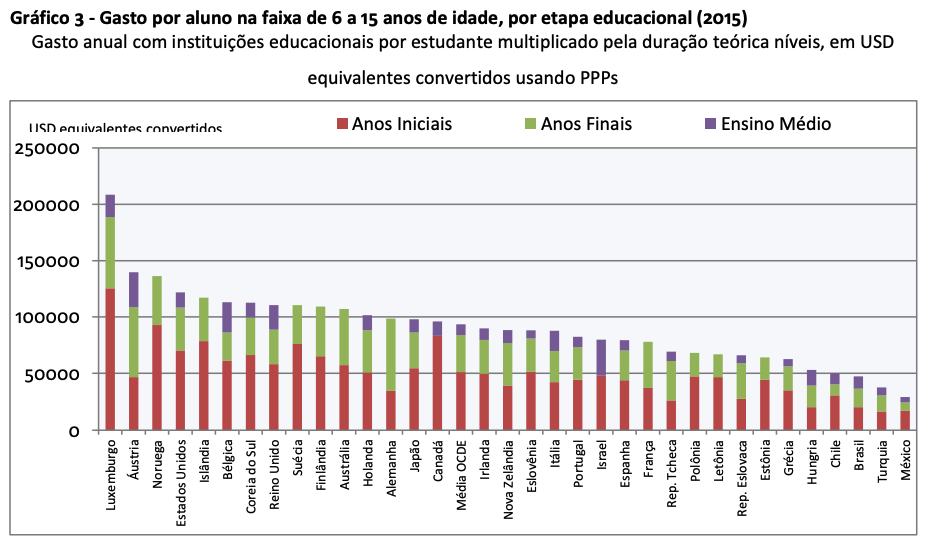 Gráfico 3 - Gasto por aluno na faixa de 6 a 15 anos de idade, por etapa educacional (2015)
Gasto anual com instituições educacionais por estudante multiplicado pela duração teórica níveis, em USD
equivalentes convertidos usando PPPs
USD equivalentes convertidos
Anos Iniciais
Anos Finais
Ensino Médio
250000
200000
150000
100000
50000
0
Luxemburgo
Áustria
Noruega
Estados Unidos
Islândia
Bélgica
Coreia do Sul
Reino Unido
Suécia
Finlândia
Austrália
Holanda
Alemanha
Japão
Canadá
Média OCDE
Irlanda
Nova Zelândia
Eslovênia
Itália
Portugal
Israel
Espanha
França
Rep. Tcheca
Polônia
Letônia
Rep. Eslovaca
Estônia
Grécia
Hungria
Chile
Brasil
Turquia
México